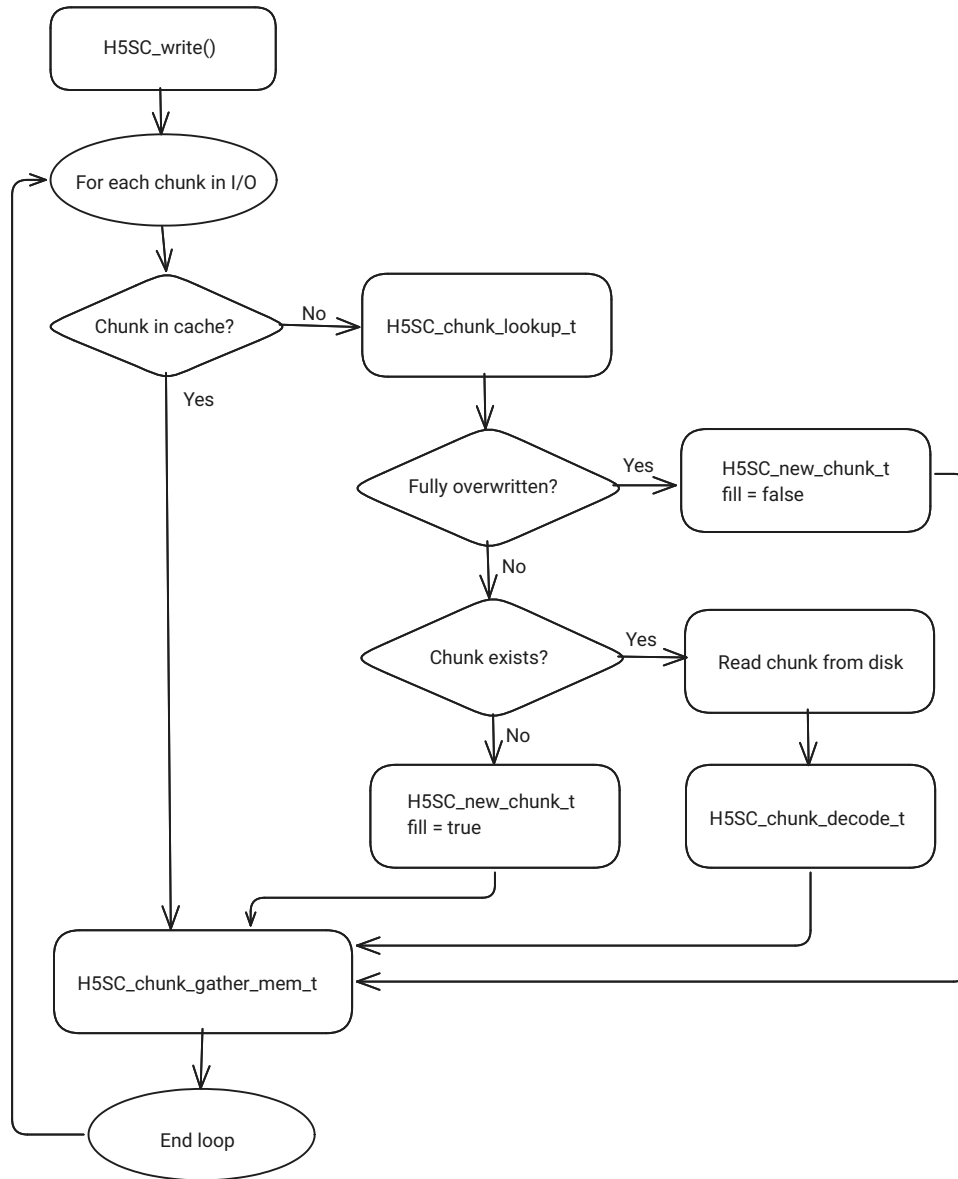 H5SC_write()
For each chunk in I/O
Chunk in cache?
No
H5SC_chunk_lookup_t
Yes
Fully overwritten?
Yes
H5SC_new_chunk_t
fill = false
No
Chunk exists?
Yes
Read chunk from disk
No
H5SC_new_chunk_t
fill = true
H5SC_chunk_decode_t
H5SC_chunk_gather_mem_t
End loop